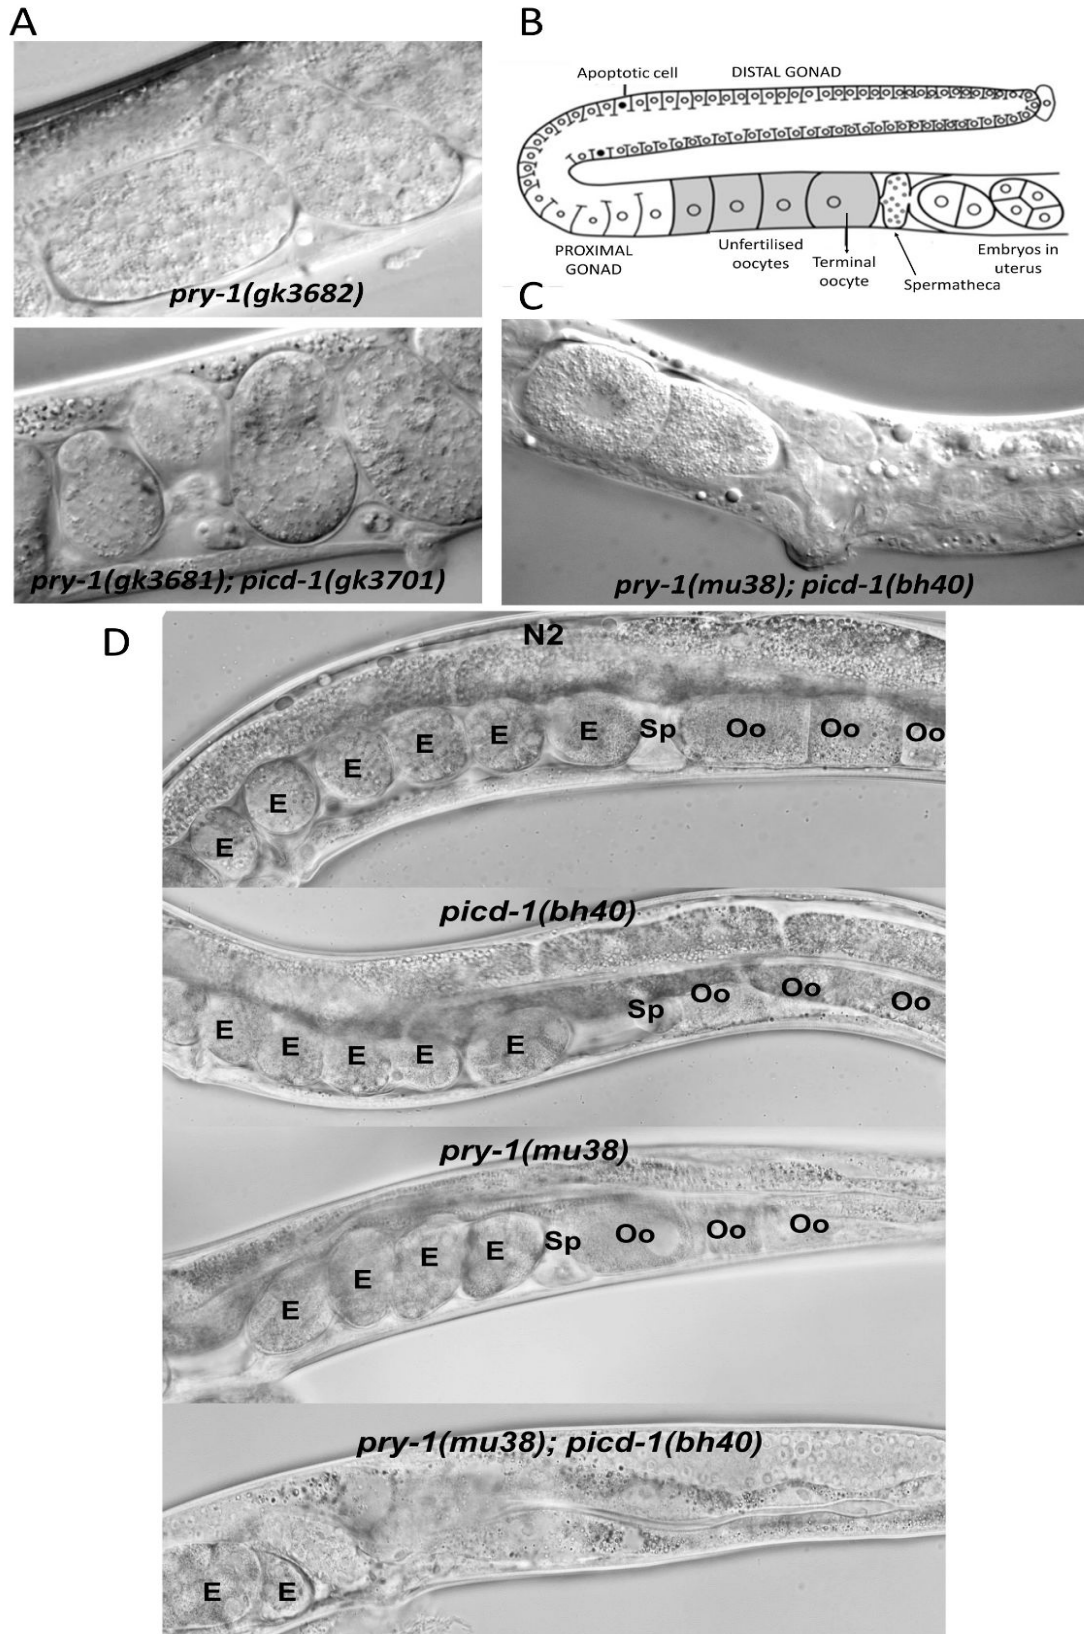 A
pry-1(gk3682)
pry-1(gk3681); picd-1(gk3701)
B
Apoptotic cell
DISTAL GONAD
PROXIMAL
GONAD
Unfertilised
oocytes
Terminal
oocyte
Spermatheca
Embryos in
uterus
C
pry-1(mu38); picd-1(bh40)
D
N2
E E E E E E Sp Oo Oo Oo
picd-1(bh40)
E E E E E Sp Oo Oo Oo
pry-1(mu38)
E E E E Sp Oo Oo Oo
pry-1(mu38); picd-1(bh40)
E E